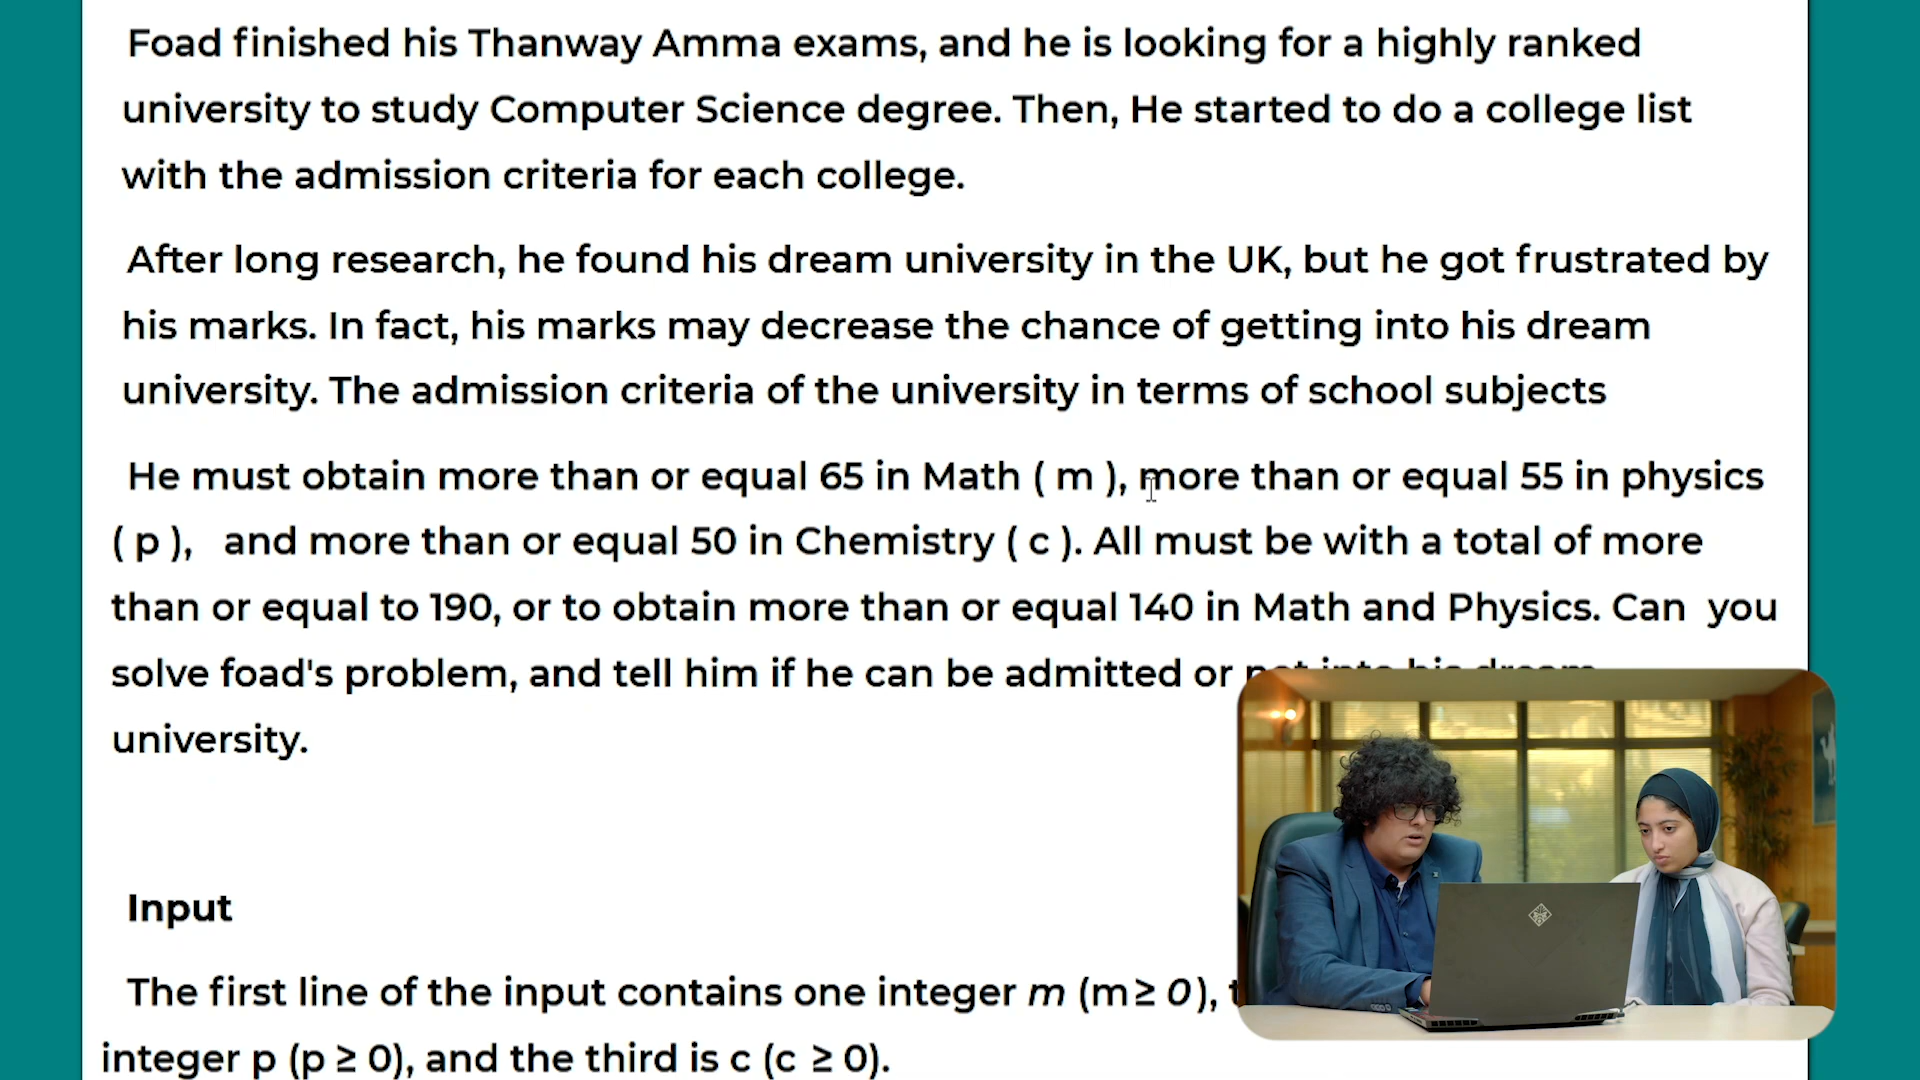 Foad finished his Thanway Amma exams, and he is looking for a highly ranked
university to study Computer Science degree. Then, He started to do a college list
with the admission criteria for each college.
After long research, he found his dream university in the UK, but he got frustrated by
his marks. In fact, his marks may decrease the chance of getting into his dream
university. The admission criteria of the university in terms of school subjects
He must obtain more than or equal 65 in Math ( m ), more than or equal 55 in physics
( p ), and more than or equal 50 in Chemistry ( c ). All must be with a total of more
than or equal to 190, or to obtain more than or equal 140 in Math and Physics. Can you
solve foad's problem, and tell him if he can be admitted or not into his dream
university.
Input
The first line of the input contains one integer m (m ≥ 0),
integer p (p ≥ 0), and the third is c (c ≥ 0).